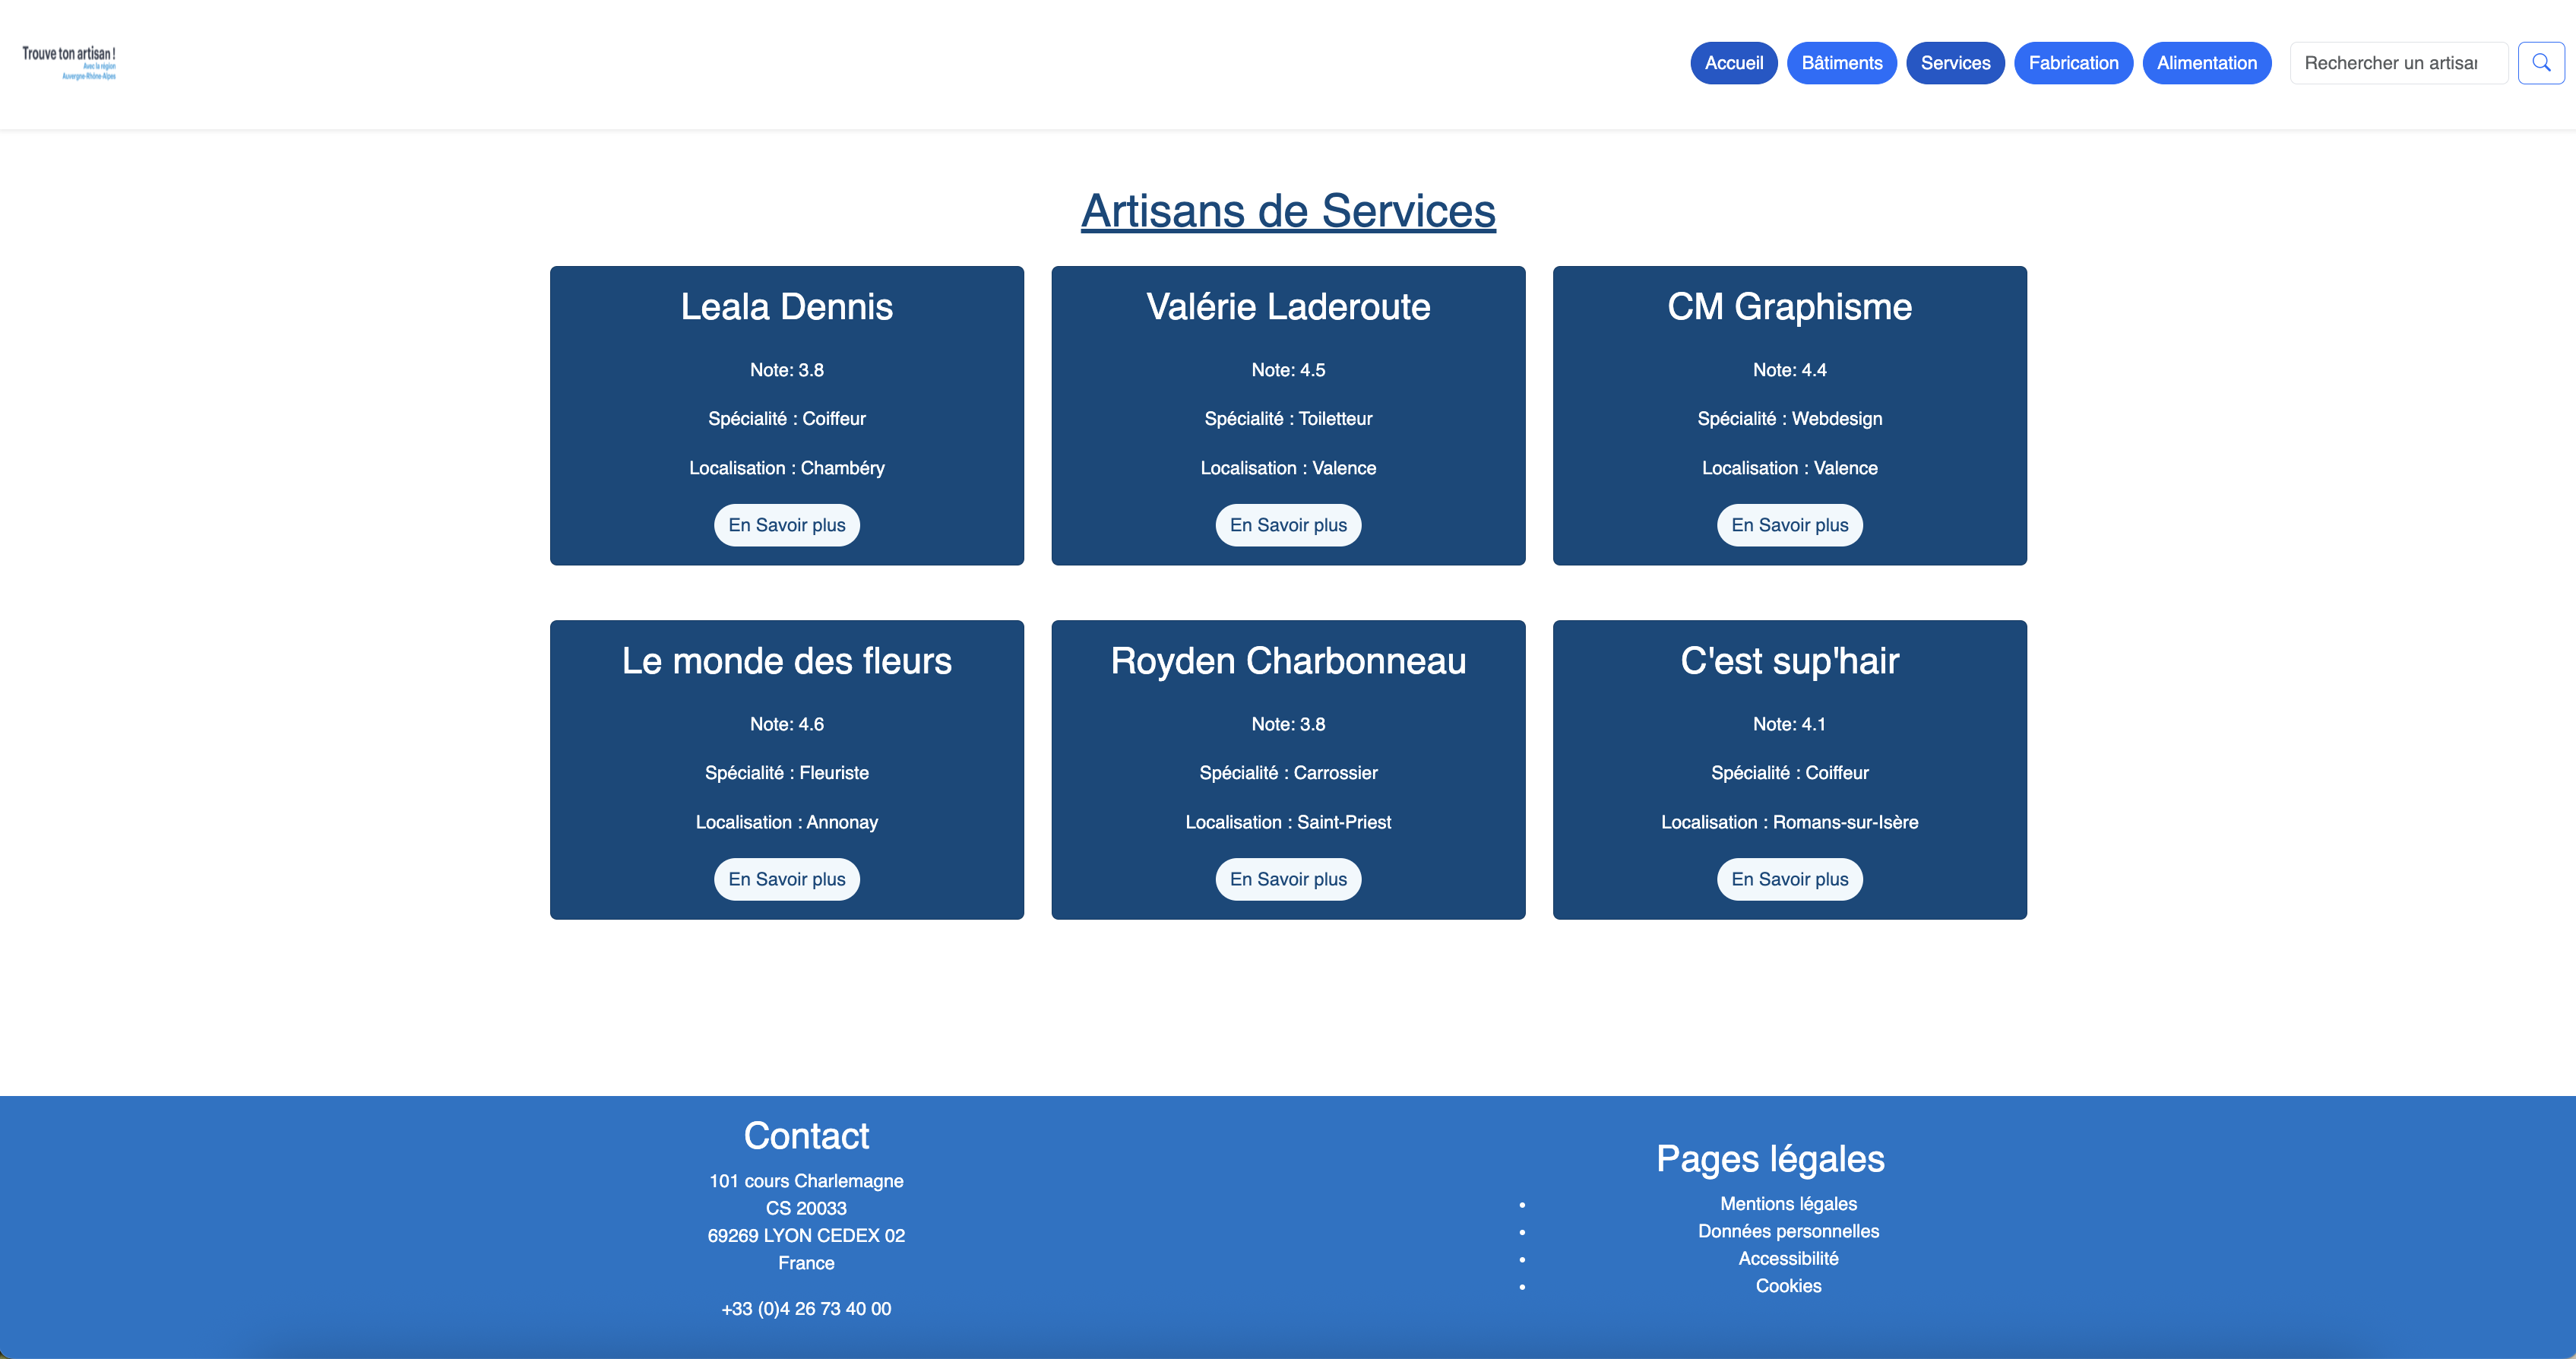 Trouve ton artisan !
Avec la région
Auvergne-Rhône-Alpes
Accueil
Bâtiments
Services
Fabrication
Alimentation
Rechercher un artisan
Artisans de Services
Leala Dennis
Note: 3.8
Spécialité : Coiffeur
Localisation : Chambéry
En Savoir plus
Valérie Laderoute
Note: 4.5
Spécialité : Toiletteur
Localisation : Valence
En Savoir plus
CM Graphisme
Note: 4.4
Spécialité : Webdesign
Localisation : Valence
En Savoir plus
Le monde des fleurs
Note: 4.6
Spécialité : Fleuriste
Localisation : Annonay
En Savoir plus
Royden Charbonneau
Note: 3.8
Spécialité : Carrossier
Localisation : Saint-Priest
En Savoir plus
C'est sup'hair
Note: 4.1
Spécialité : Coiffeur
Localisation : Romans-sur-Isère
En Savoir plus
Contact
101 cours Charlemagne
CS 20033
69269 LYON CEDEX 02
France
+33 (0)4 26 73 40 00
Pages légales
• Mentions légales
• Données personnelles
• Accessibilité
• Cookies